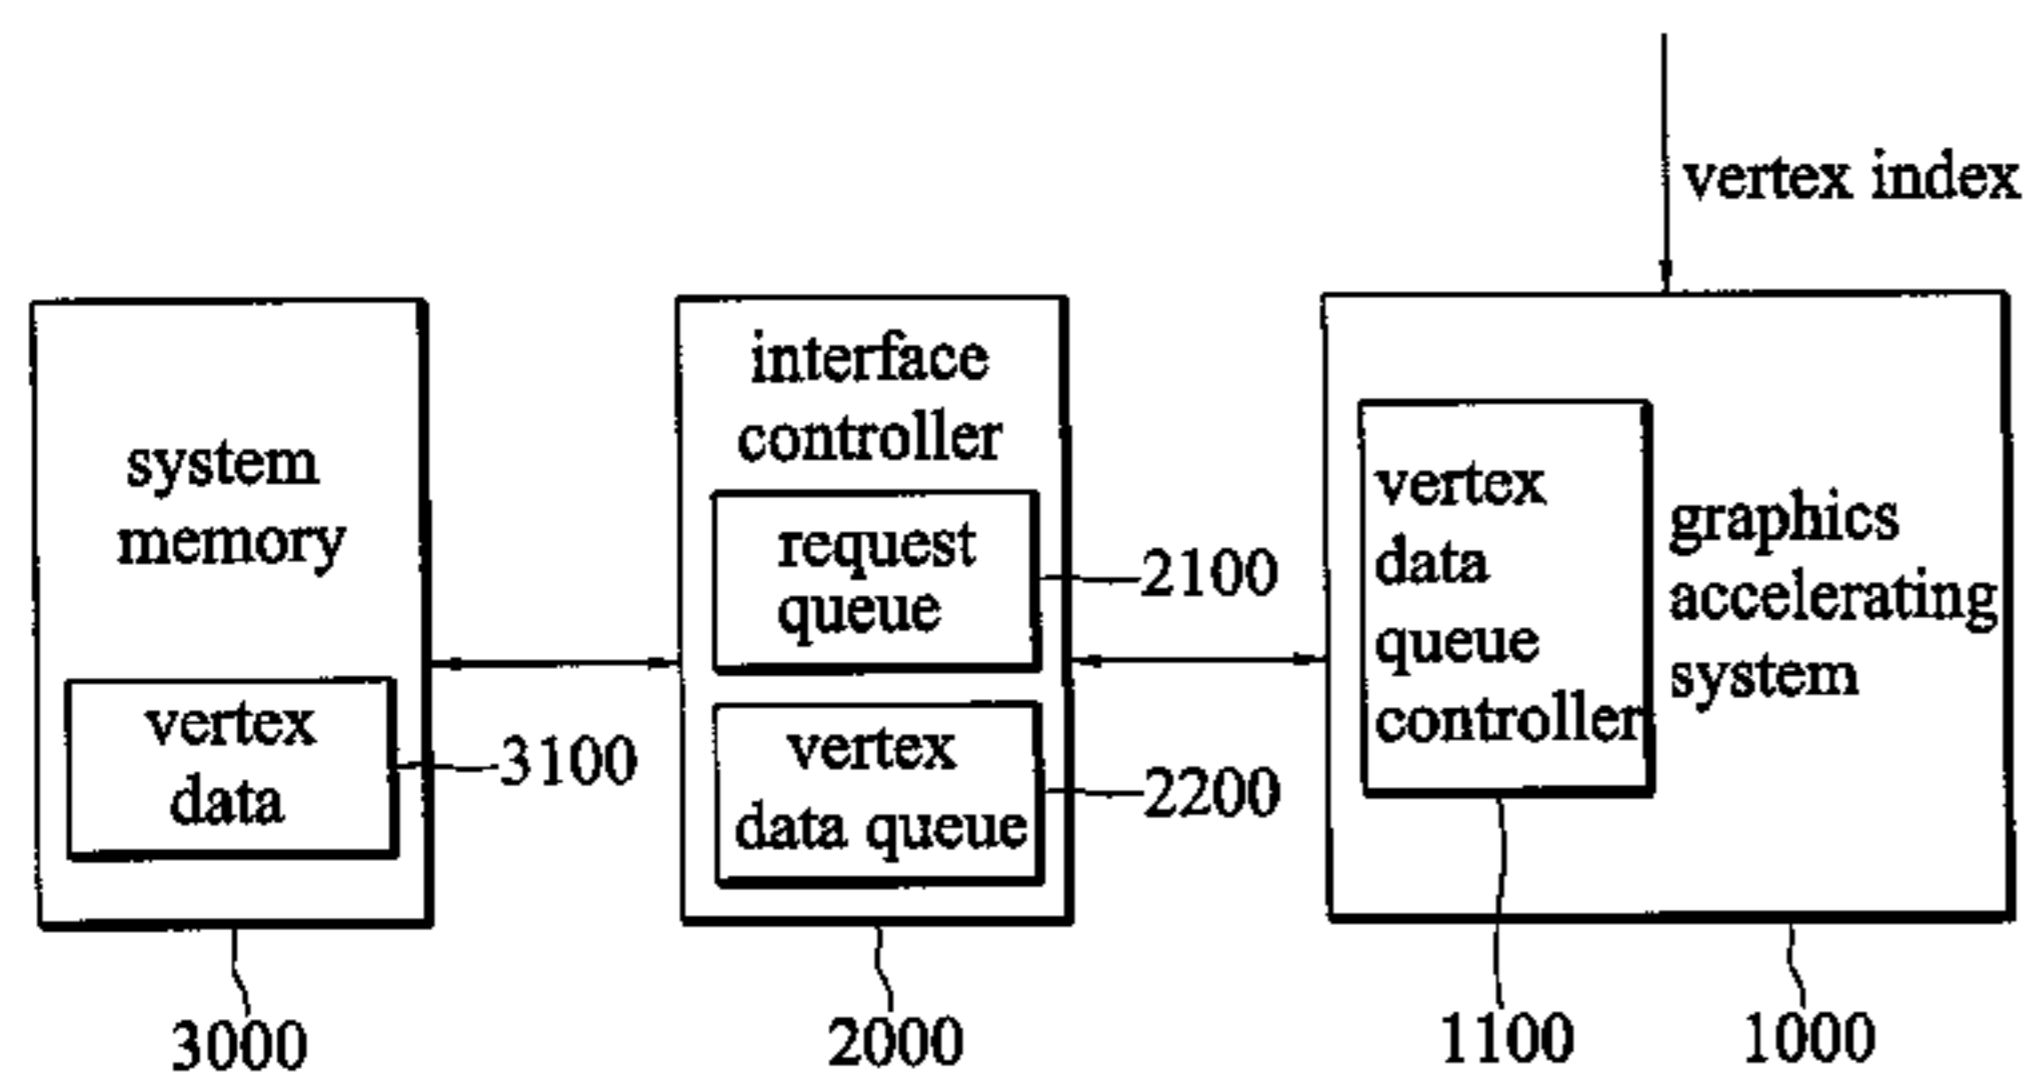 vertex index
system
memory
vertex
data
3100
3000
interface
controller
request
queue
2100
vertex
data queue
2200
2000
vertex
data
queue
controller
graphics
accelerating
system
1100
1000